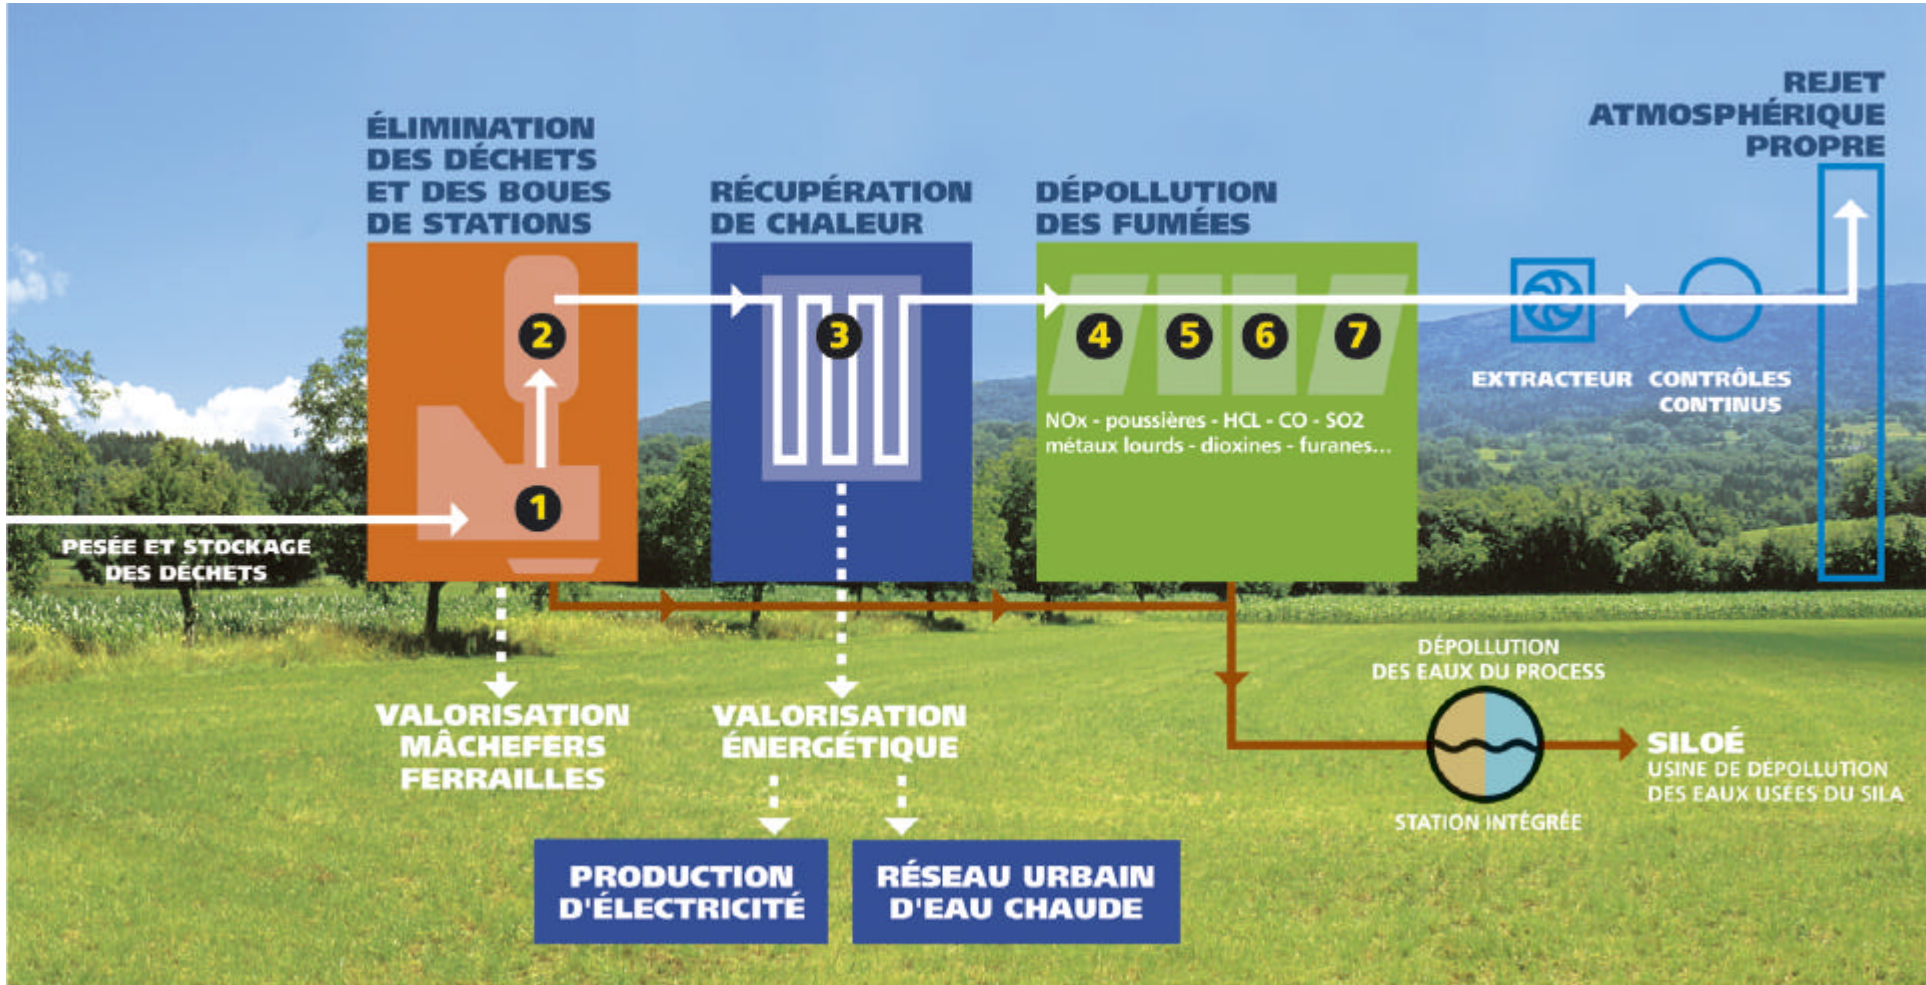 ÉLIMINATION
DES DÉCHETS
ET DES BOUES
DE STATIONS
RÉCUPÉRATION
DE CHALEUR
DÉPOLLUTION
DES FUMÉES
REJET
ATMOSPHÉRIQUE
PROPRE
2
3
4
5
6
7
NOx - poussières - HCL - CO - SO2
métaux lourds - dioxines - furanes...
EXTRACTEUR
CONTRÔLES
CONTINUS
1
PESÉE ET STOCKAGE
DES DÉCHETS
VALORISATION
MÂCHEFERS
FERRAILLES
VALORISATION
ÉNERGÉTIQUE
PRODUCTION
D'ÉLECTRICITÉ
RÉSEAU URBAIN
D'EAU CHAUDE
DÉPOLLUTION
DES EAUX DU PROCESS
STATION INTÉGRÉE
SILOÉ
USINE DE DÉPOLLUTION
DES EAUX USÉES DU SILA